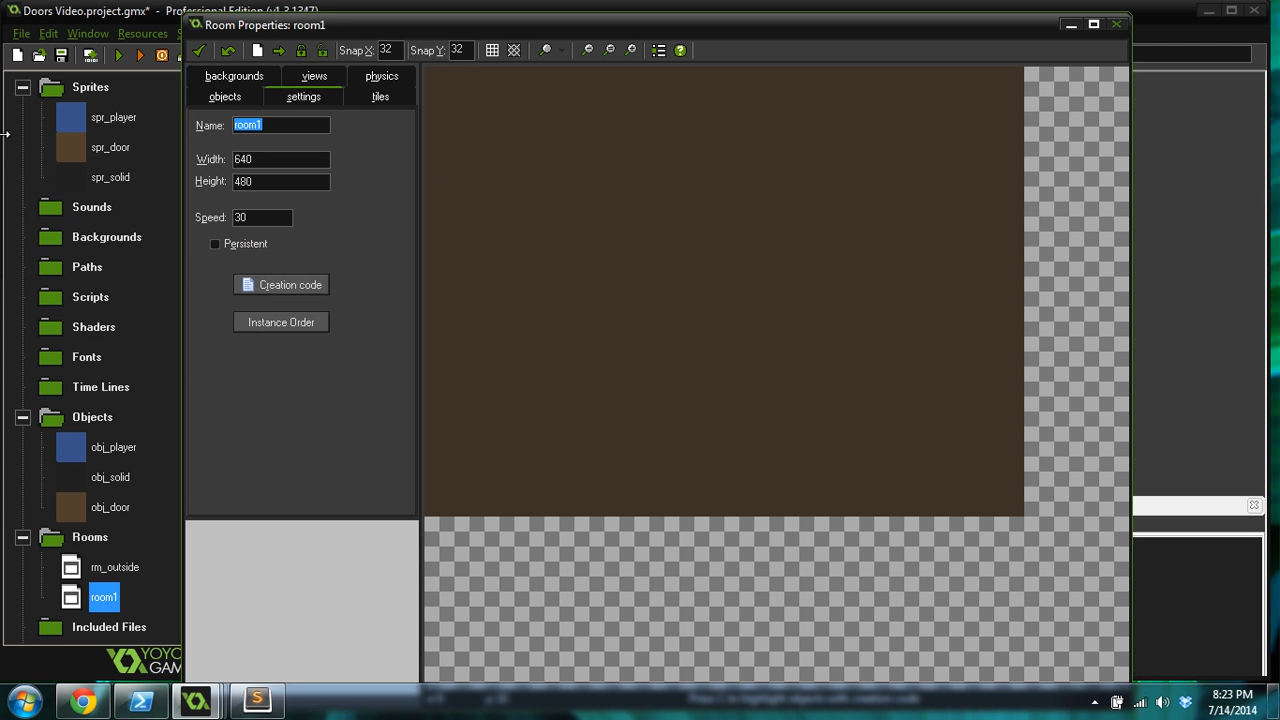 Doors Video.project.gmx* - Professional Edition (v1.3.1347)
File Edit Window Resources
Room Properties: room1
Snap X: 32 Snap Y: 32
backgrounds views physics
objects settings tiles
Name: room1
Width: 640
Height: 480
Speed: 30
Persistent
Creation code
Instance Order
Sprites
spr_player
spr_door
spr_solid
Sounds
Backgrounds
Paths
Scripts
Shaders
Fonts
Time Lines
Objects
obj_player
obj_solid
obj_door
Rooms
rm_outside
room1
Included Files
8:23 PM
7/14/2014